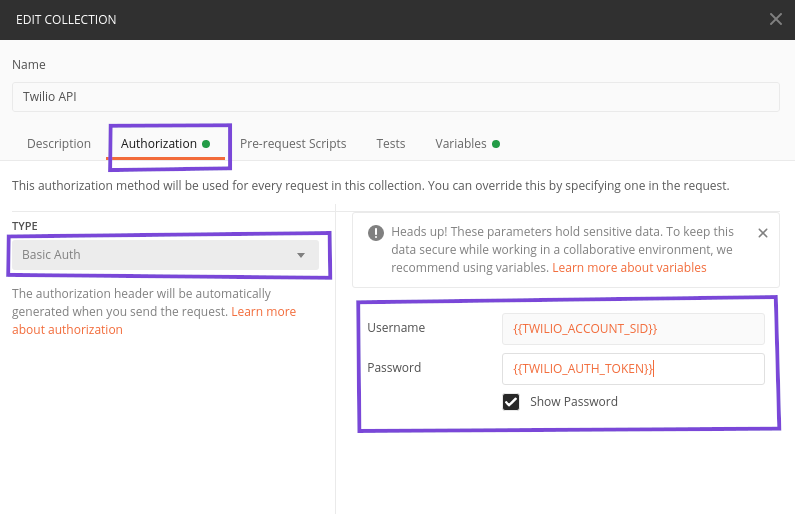 EDIT COLLECTION
Name
Twilio API
Description Authorization Pre-request Scripts Tests Variables
This authorization method will be used for every request in this collection. You can override this by specifying one in the request.
TYPE
Basic Auth
The authorization header will be automatically
generated when you send the request. Learn more
about authorization
Heads up! These parameters hold sensitive data. To keep this
data secure while working in a collaborative environment, we
recommend using variables. Learn more about variables
Username {{TWILIO_ACCOUNT_SID}}
Password {{TWILIO_AUTH_TOKEN}}
Show Password